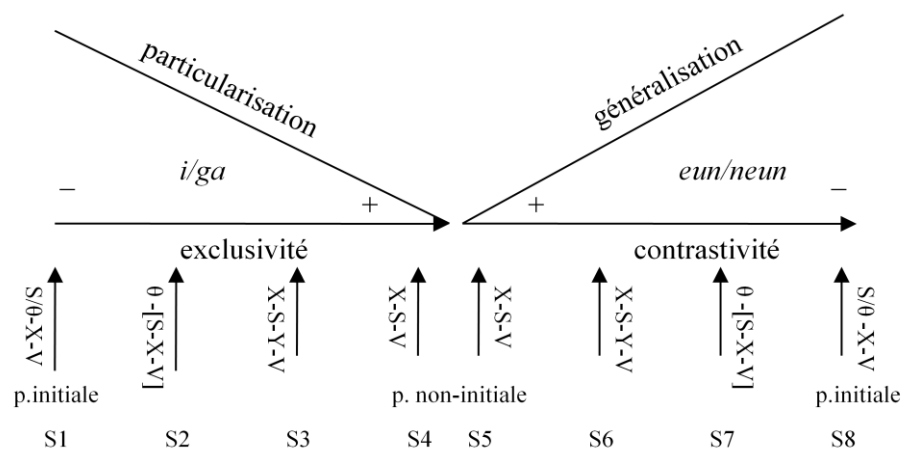 particularisation
généralisation
i/ga
eun/neun
– + + –
exclusivité
contrastivité
S/θ-X-V
θ - [S-X-V]
X-S-Y-V
X-S-V
X-S-V
X-S-Y-V
θ - [S-X-V]
S/θ - X-V
p.initiale
p. non-initiale
p.initiale
S1 S2 S3 S4 S5 S6 S7 S8